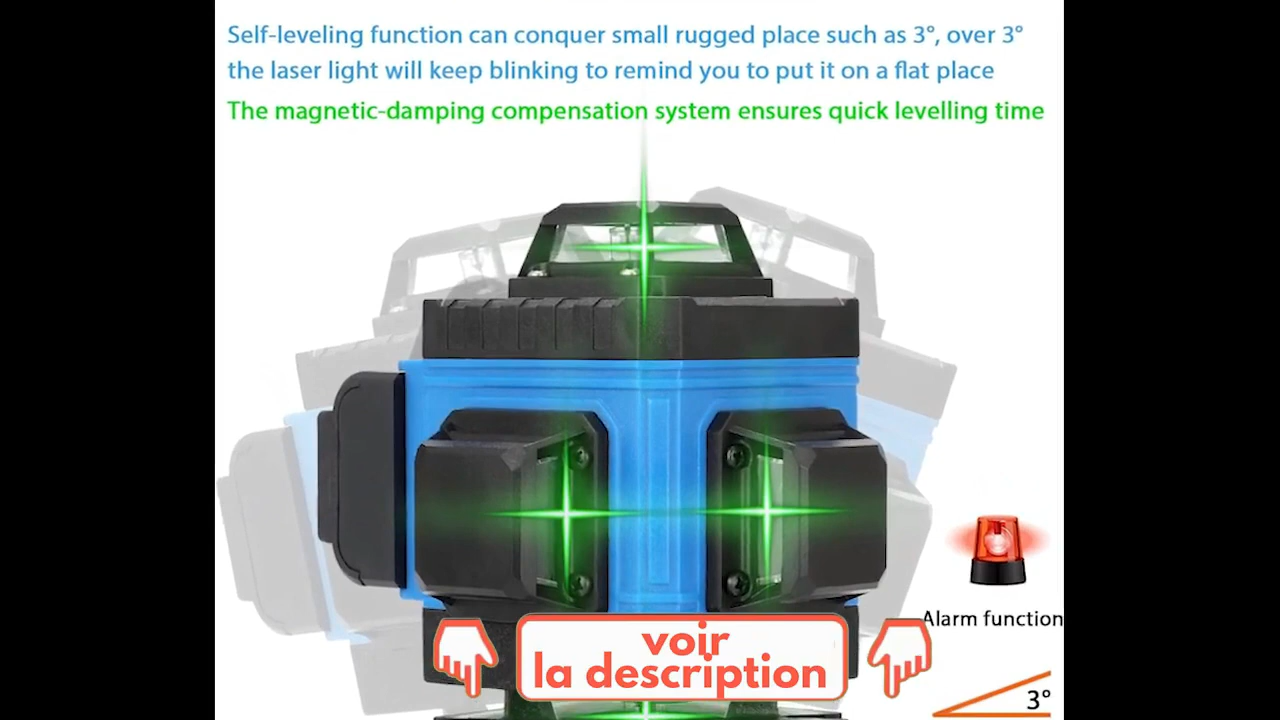 Self-leveling function can conquer small rugged place such as 3°, over 3°
the laser light will keep blinking to remind you to put it on a flat place
The magnetic-damping compensation system ensures quick levelling time
Alarm function
voir
la description
3°